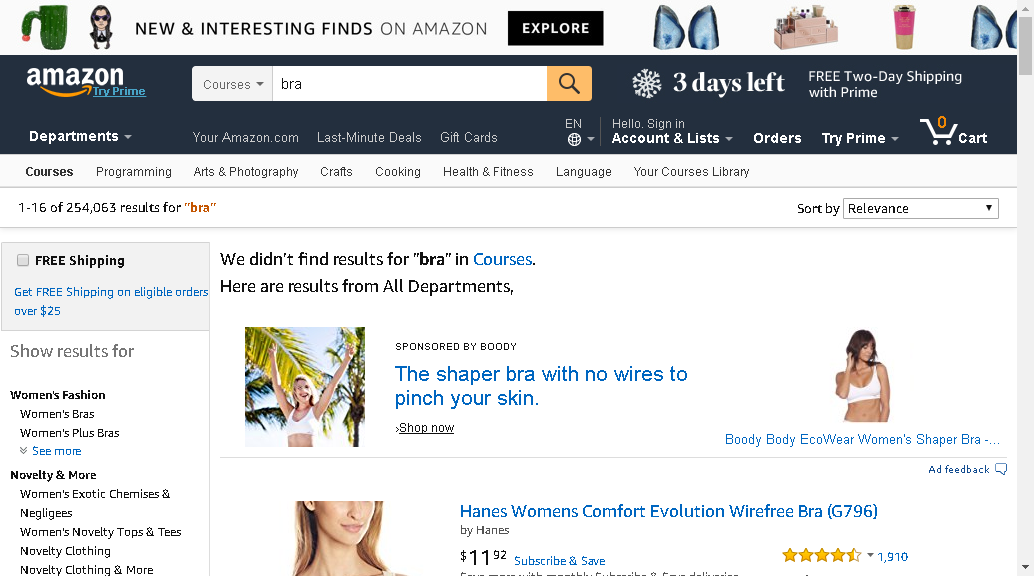 NEW & INTERESTING FINDS ON AMAZON EXPLORE
amazon
Try Prime
Courses
bra
3 days left
FREE Two-Day Shipping
with Prime
Departments
Your Amazon.com
Last-Minute Deals
Gift Cards
EN
Hello. Sign in
Account & Lists
Orders
Try Prime
0
Cart
Courses Programming Arts & Photography Crafts Cooking Health & Fitness Language Your Courses Library
1-16 of 254,063 results for "bra"
Sort by Relevance
FREE Shipping
Get FREE Shipping on eligible orders
over $25
Show results for
Women's Fashion
Women's Bras
Women's Plus Bras
See more
Novelty & More
Women's Exotic Chemises &
Negligees
Women's Novelty Tops & Tees
Novelty Clothing
Novelty Clothing & More
We didn't find results for "bra" in Courses.
Here are results from All Departments,
SPONSORED BY BOODY
The shaper bra with no wires to
pinch your skin.
›Shop now
Boody Body EcoWear Women's Shaper Bra -...
Ad feedback
Hanes Womens Comfort Evolution Wirefree Bra (G796)
by Hanes
$11 92 Subscribe & Save
1,910